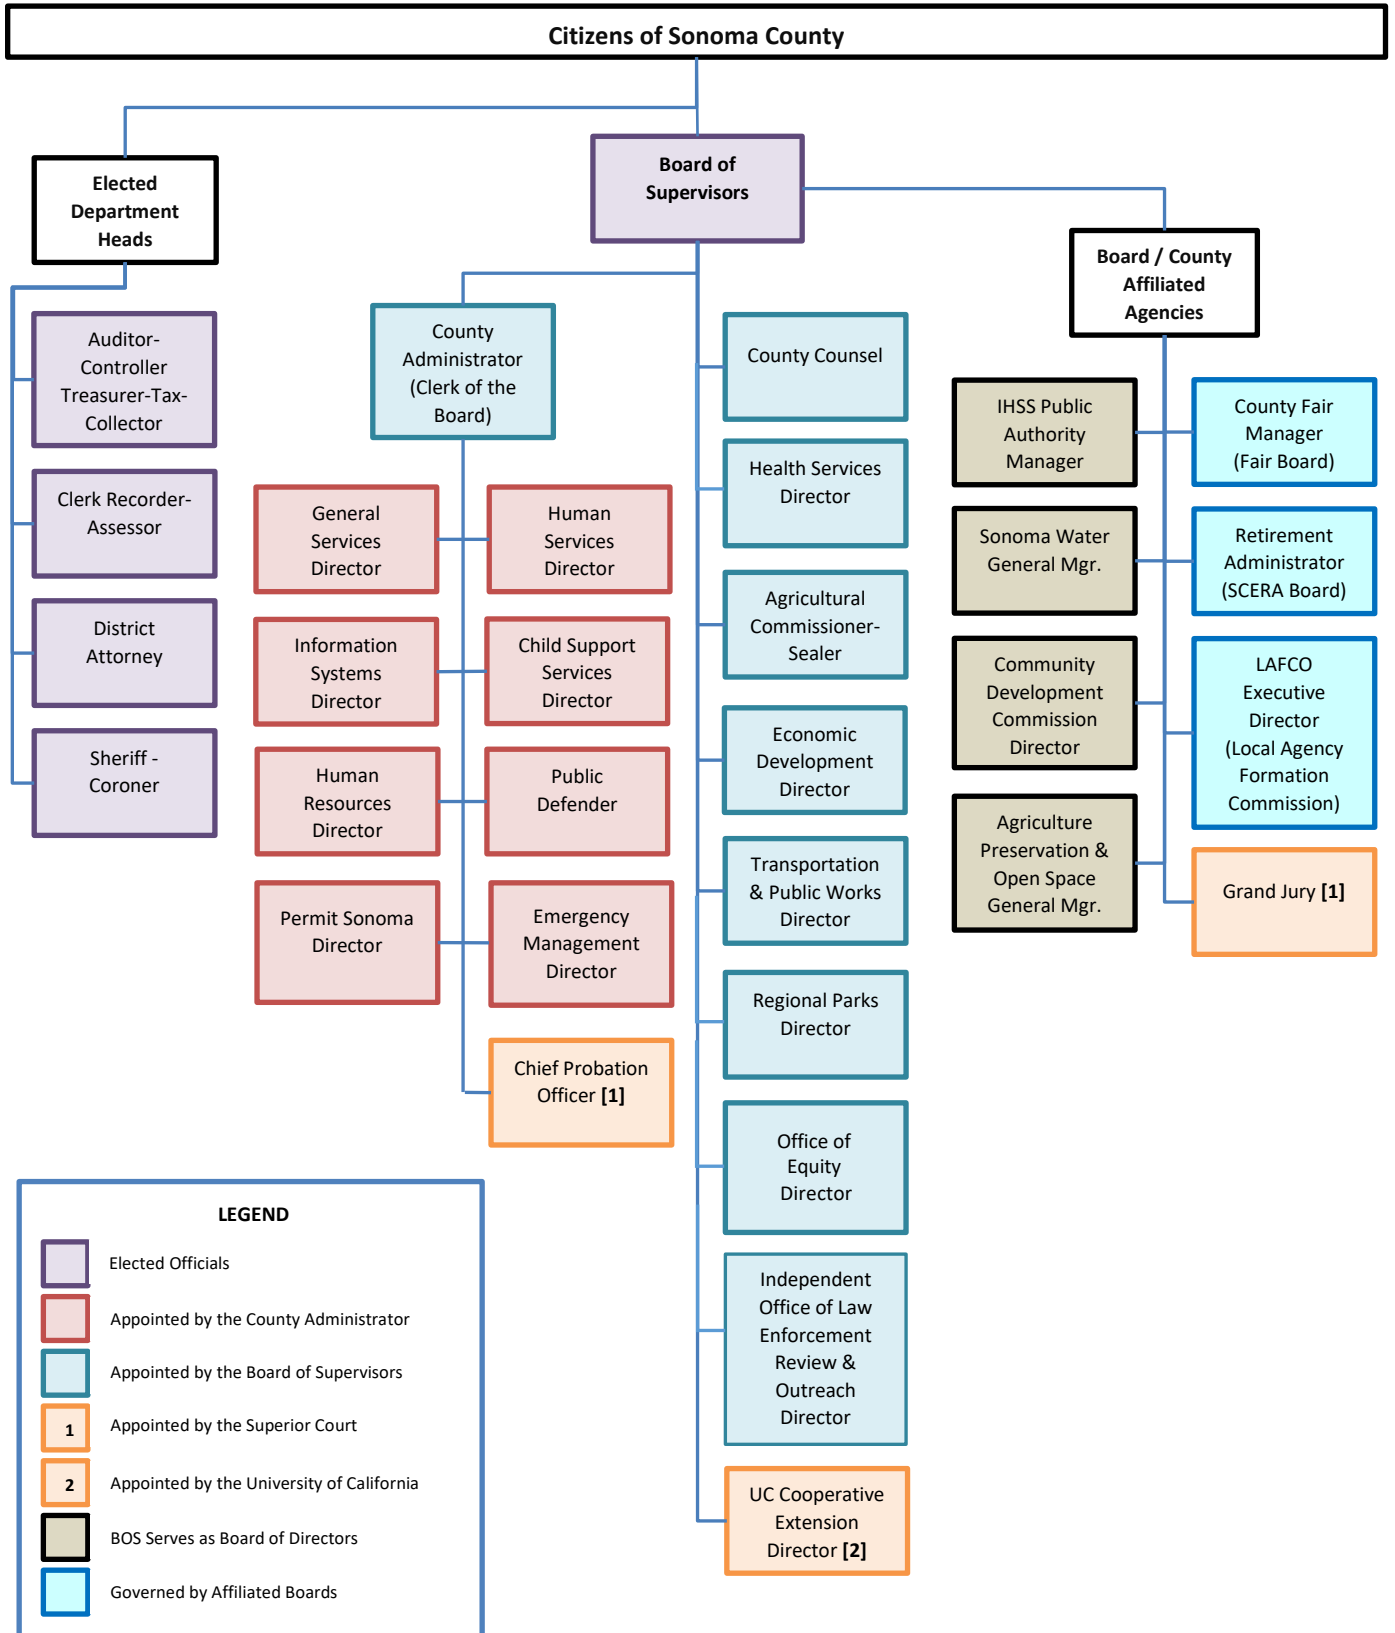 Citizens of Sonoma County
Elected
Department
Heads
Auditor-
Controller
Treasurer-Tax-
Collector
Clerk Recorder-
Assessor
District
Attorney
Sheriff -
Coroner
Board of
Supervisors
County
Administrator
(Clerk of the
Board)
General
Services
Director
Human
Services
Director
Information
Systems
Director
Child Support
Services
Director
Human
Resources
Director
Public
Defender
Permit Sonoma
Director
Emergency
Management
Director
Chief Probation
Officer [1]
County Counsel
Health Services
Director
Agricultural
Commissioner-
Sealer
Economic
Development
Director
Transportation
& Public Works
Director
Regional Parks
Director
Office of
Equity
Director
Independent
Office of Law
Enforcement
Review &
Outreach
Director
UC Cooperative
Extension
Director [2]
Board / County
Affiliated
Agencies
IHSS Public
Authority
Manager
County Fair
Manager
(Fair Board)
Sonoma Water
General Mgr.
Retirement
Administrator
(SCERA Board)
Community
Development
Commission
Director
LAFCO
Executive
Director
(Local Agency
Formation
Commission)
Agriculture
Preservation &
Open Space
General Mgr.
Grand Jury [1]
LEGEND
Elected Officials
Appointed by the County Administrator
Appointed by the Board of Supervisors
1 Appointed by the Superior Court
2 Appointed by the University of California
BOS Serves as Board of Directors
Governed by Affiliated Boards